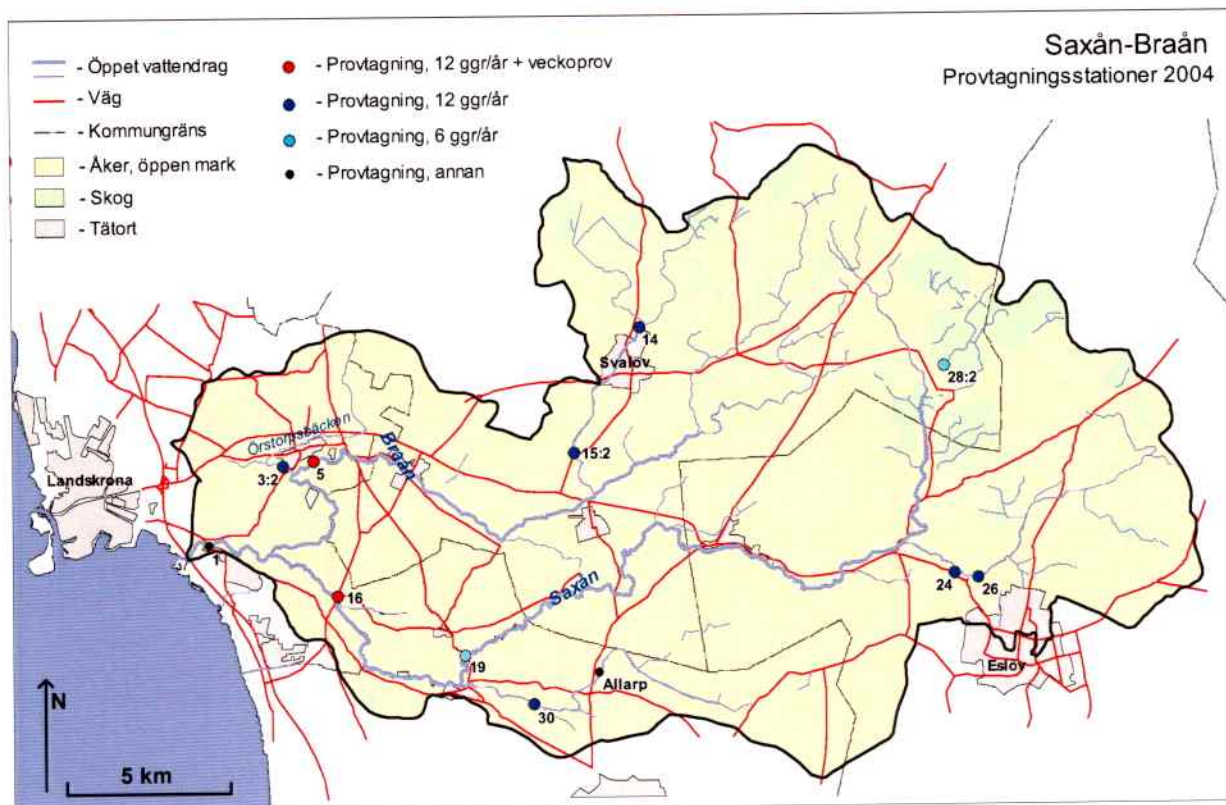 Saxån-Braån
Provtagningsstationer 2004
- Öppet vattendrag
- Väg
- Kommungräns
- Åker, öppen mark
- Skog
- Tätort
- Provtagning, 12 ggr/år + veckoprov
- Provtagning, 12 ggr/år
- Provtagning, 6 ggr/år
- Provtagning, annan
14
Svalöv
28:2
Örstorpsbäcken
Braån
15:2
5
3:2
Landskrona
1
16
Saxån
24
26
19
Eslöv
Allarp
30
N
5 km